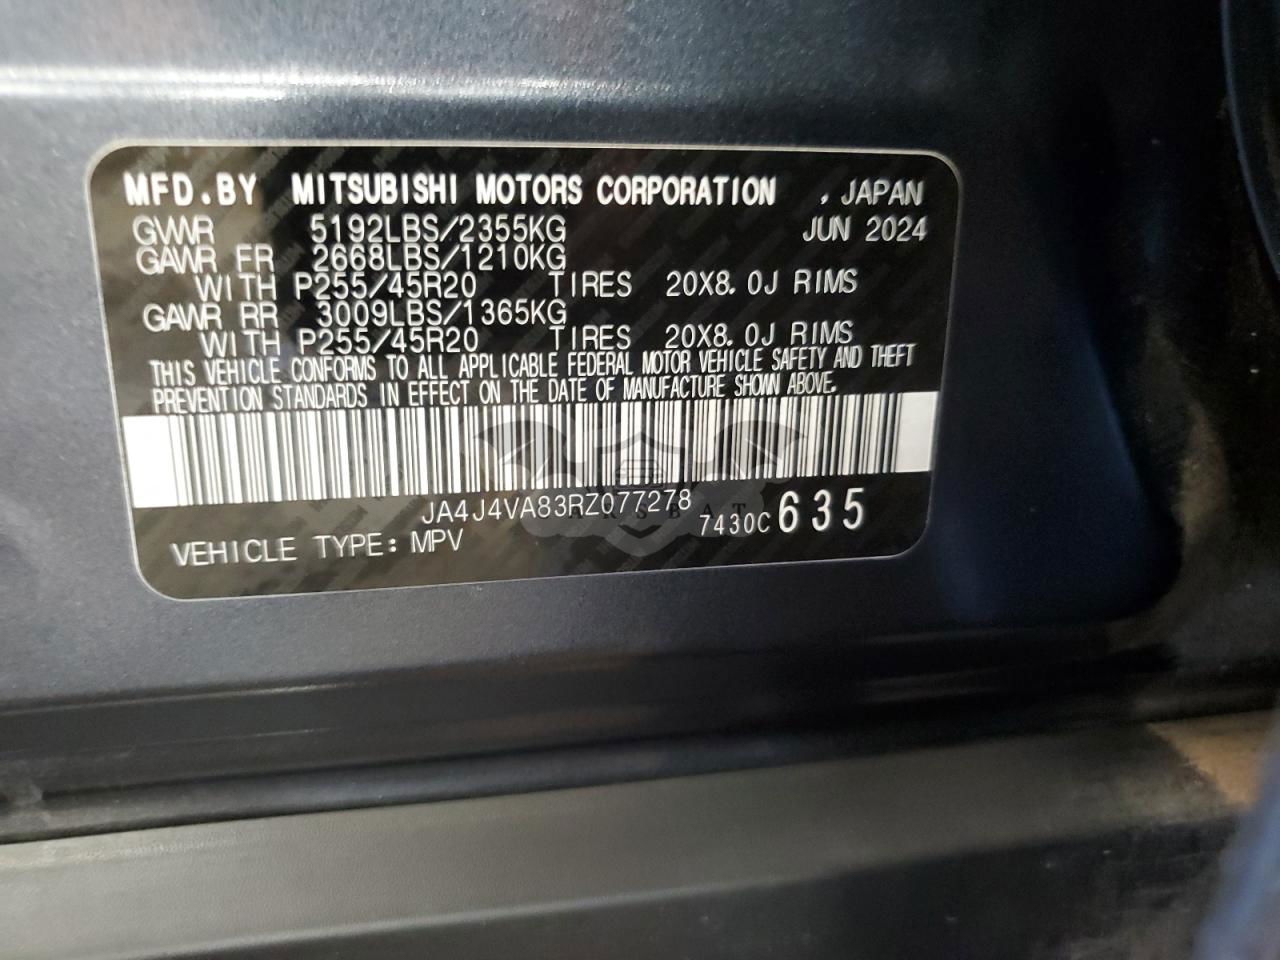 MFD.BY MITSUBISHI MOTORS CORPORATION , JAPAN
GVWR 5192LBS/2355KG JUN 2024
GAWR FR 2668LBS/1210KG
WITH P255/45R20 TIRES 20X8.0J RIMS
GAWR RR 3009LBS/1365KG
WITH P255/45R20 TIRES 20X8.0J RIMS
THIS VEHICLE CONFORMS TO ALL APPLICABLE FEDERAL MOTOR VEHICLE SAFETY AND THEFT
PREVENTION STANDARDS IN EFFECT ON THE DATE OF MANUFACTURE SHOWN ABOVE.
JA4J4VA83RZ077278
7430C 635
CARSBAT
VEHICLE TYPE: MPV